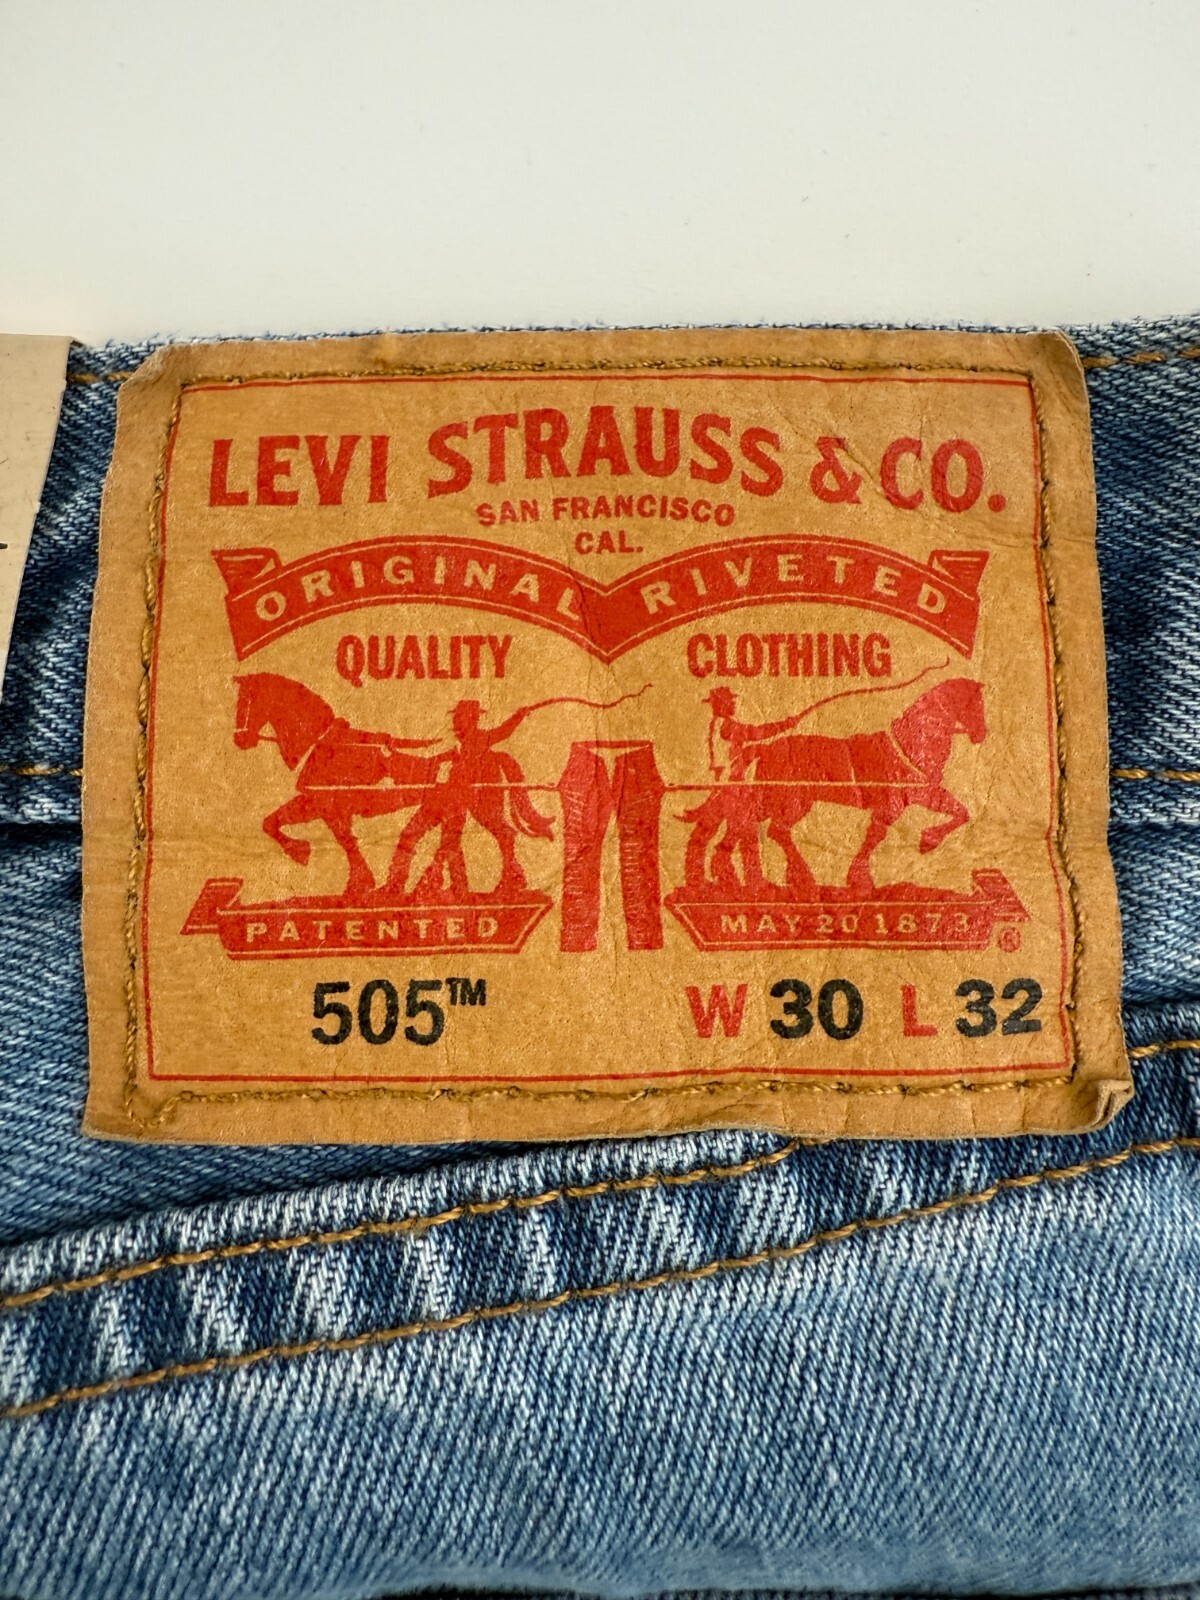 LEVI STRAUSS & CO.
SAN FRANCISCO
CAL.
ORIGINAL RIVETED
QUALITY CLOTHING
PATENTED MAY 20 1873 ®
505™ W 30 L 32